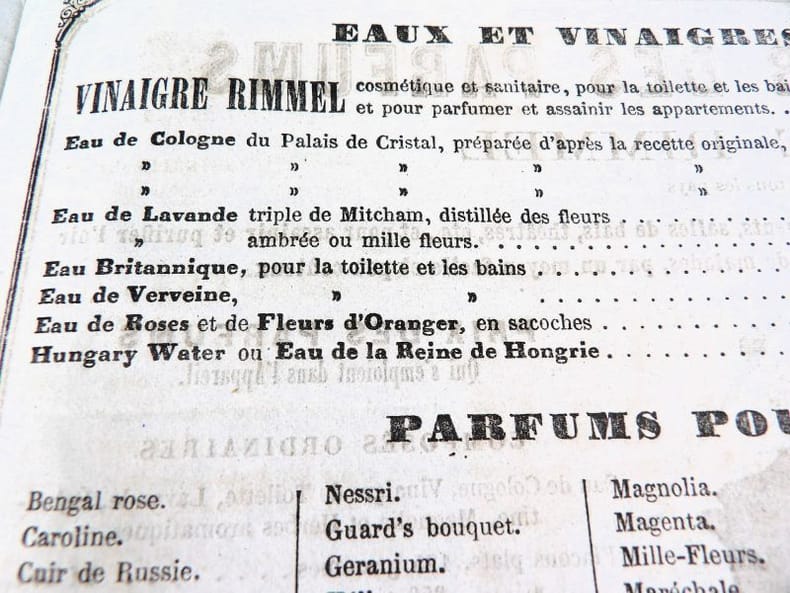 EAUX ET VINAIGRES
VINAIGRE RIMMEL cosmétique et sanitaire, pour la toilette et les bai
et pour parfumer et assainir les appartements. .
Eau de Cologne du Palais de Cristal, préparée d'après la recette originale,
» » » » »
» » » » »
Eau de Lavande triple de Mitcham, distillée des fleurs . . . . . . . . .
» ambrée ou mille fleurs. . . . . . . . . . . . . . .
Eau Britannique, pour la toilette et les bains . . . . . . . . . . . . .
Eau de Verveine, » » . . . . . . . . . . . . .
Eau de Roses et de Fleurs d'Oranger, en sacoches . . . . . . . . . .
Hungary Water ou Eau de la Reine de Hongrie . . . . . . . . . .
PARFUMS POU
Bengal rose.
Caroline.
Cuir de Russie.
Nessri.
Guard's bouquet.
Geranium.
Magnolia.
Magenta.
Mille-Fleurs.
Maréchale